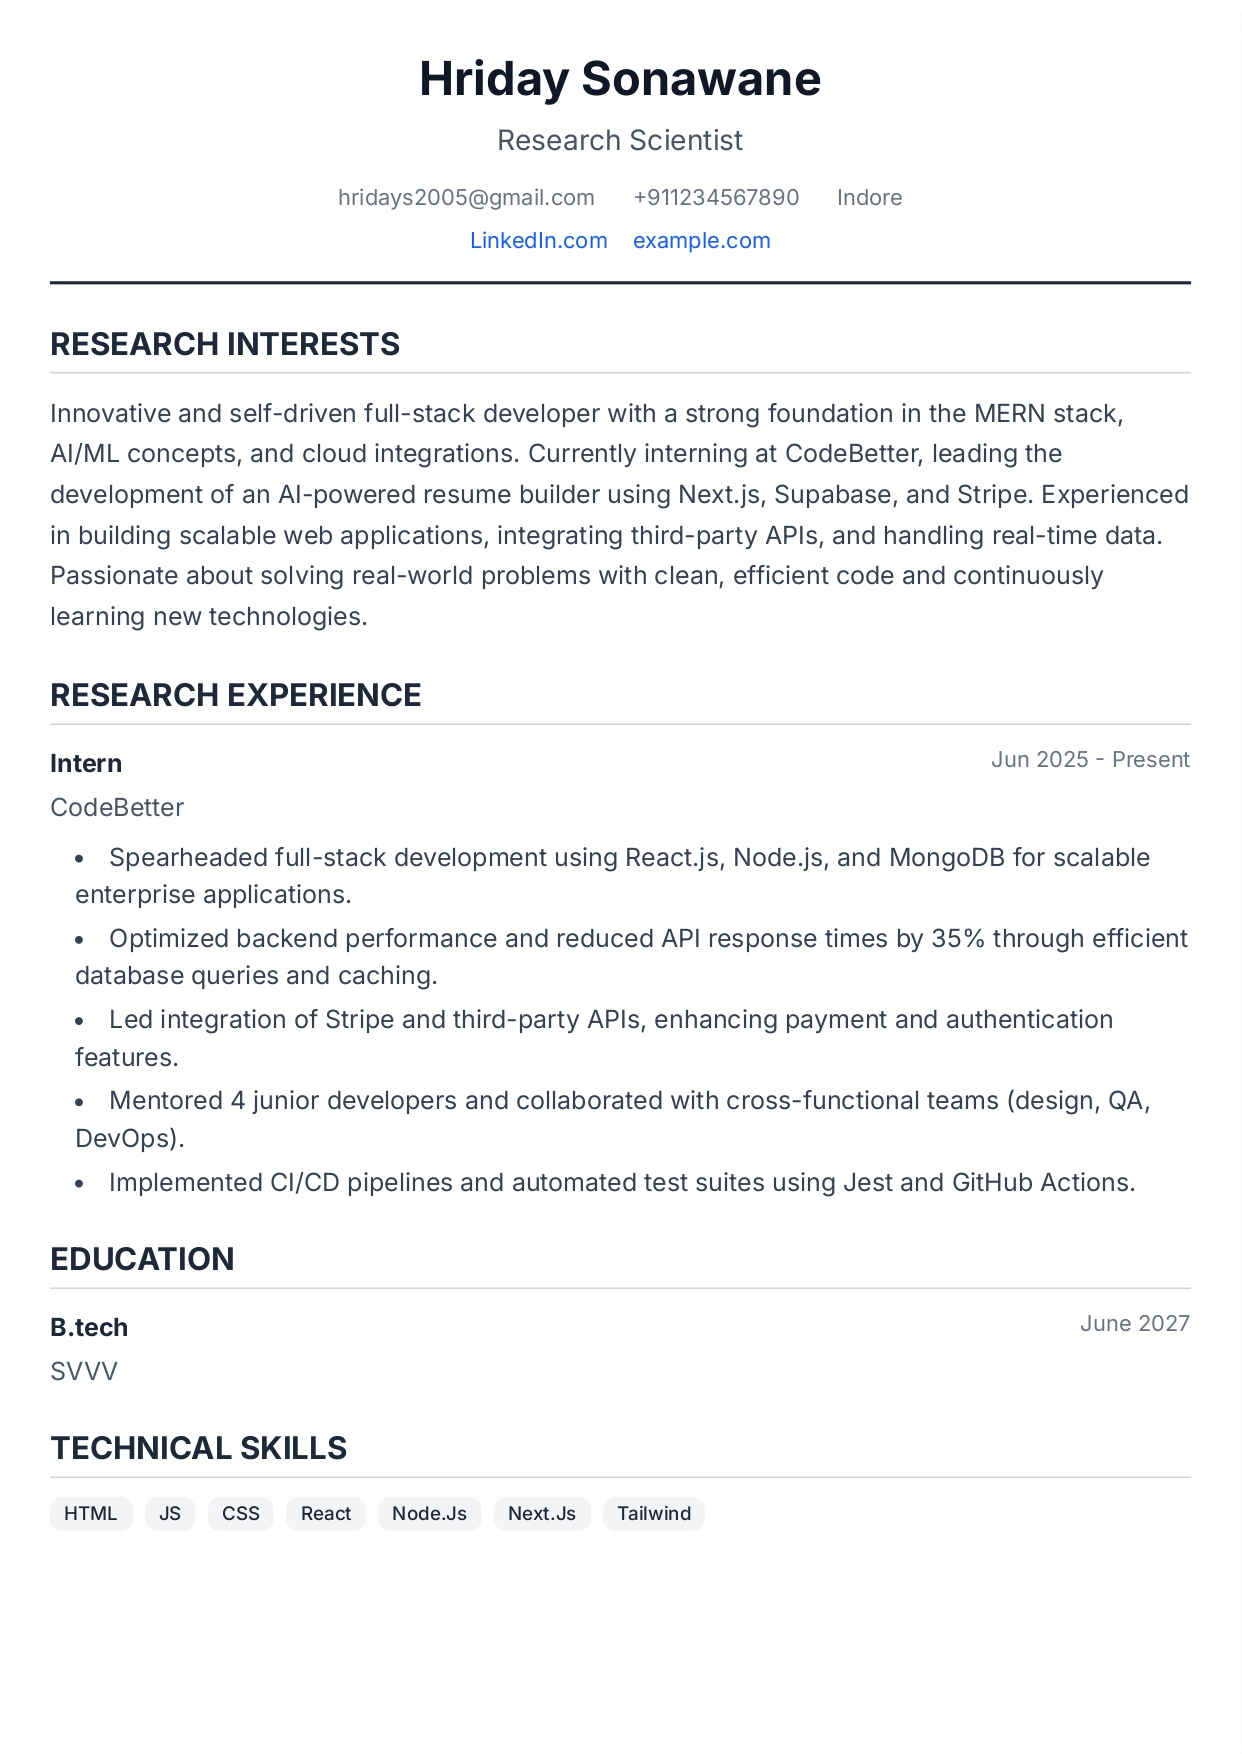 Hriday Sonawane
Research Scientist
hridays2005@gmail.com +911234567890 Indore
LinkedIn.com example.com
RESEARCH INTERESTS
Innovative and self-driven full-stack developer with a strong foundation in the MERN stack,
AI/ML concepts, and cloud integrations. Currently interning at CodeBetter, leading the
development of an AI-powered resume builder using Next.js, Supabase, and Stripe. Experienced
in building scalable web applications, integrating third-party APIs, and handling real-time data.
Passionate about solving real-world problems with clean, efficient code and continuously
learning new technologies.
RESEARCH EXPERIENCE
Intern Jun 2025 - Present
CodeBetter
• Spearheaded full-stack development using React.js, Node.js, and MongoDB for scalable
enterprise applications.
• Optimized backend performance and reduced API response times by 35% through efficient
database queries and caching.
• Led integration of Stripe and third-party APIs, enhancing payment and authentication
features.
• Mentored 4 junior developers and collaborated with cross-functional teams (design, QA,
DevOps).
• Implemented CI/CD pipelines and automated test suites using Jest and GitHub Actions.
EDUCATION
B.tech June 2027
SVVV
TECHNICAL SKILLS
HTML JS CSS React Node.Js Next.Js Tailwind